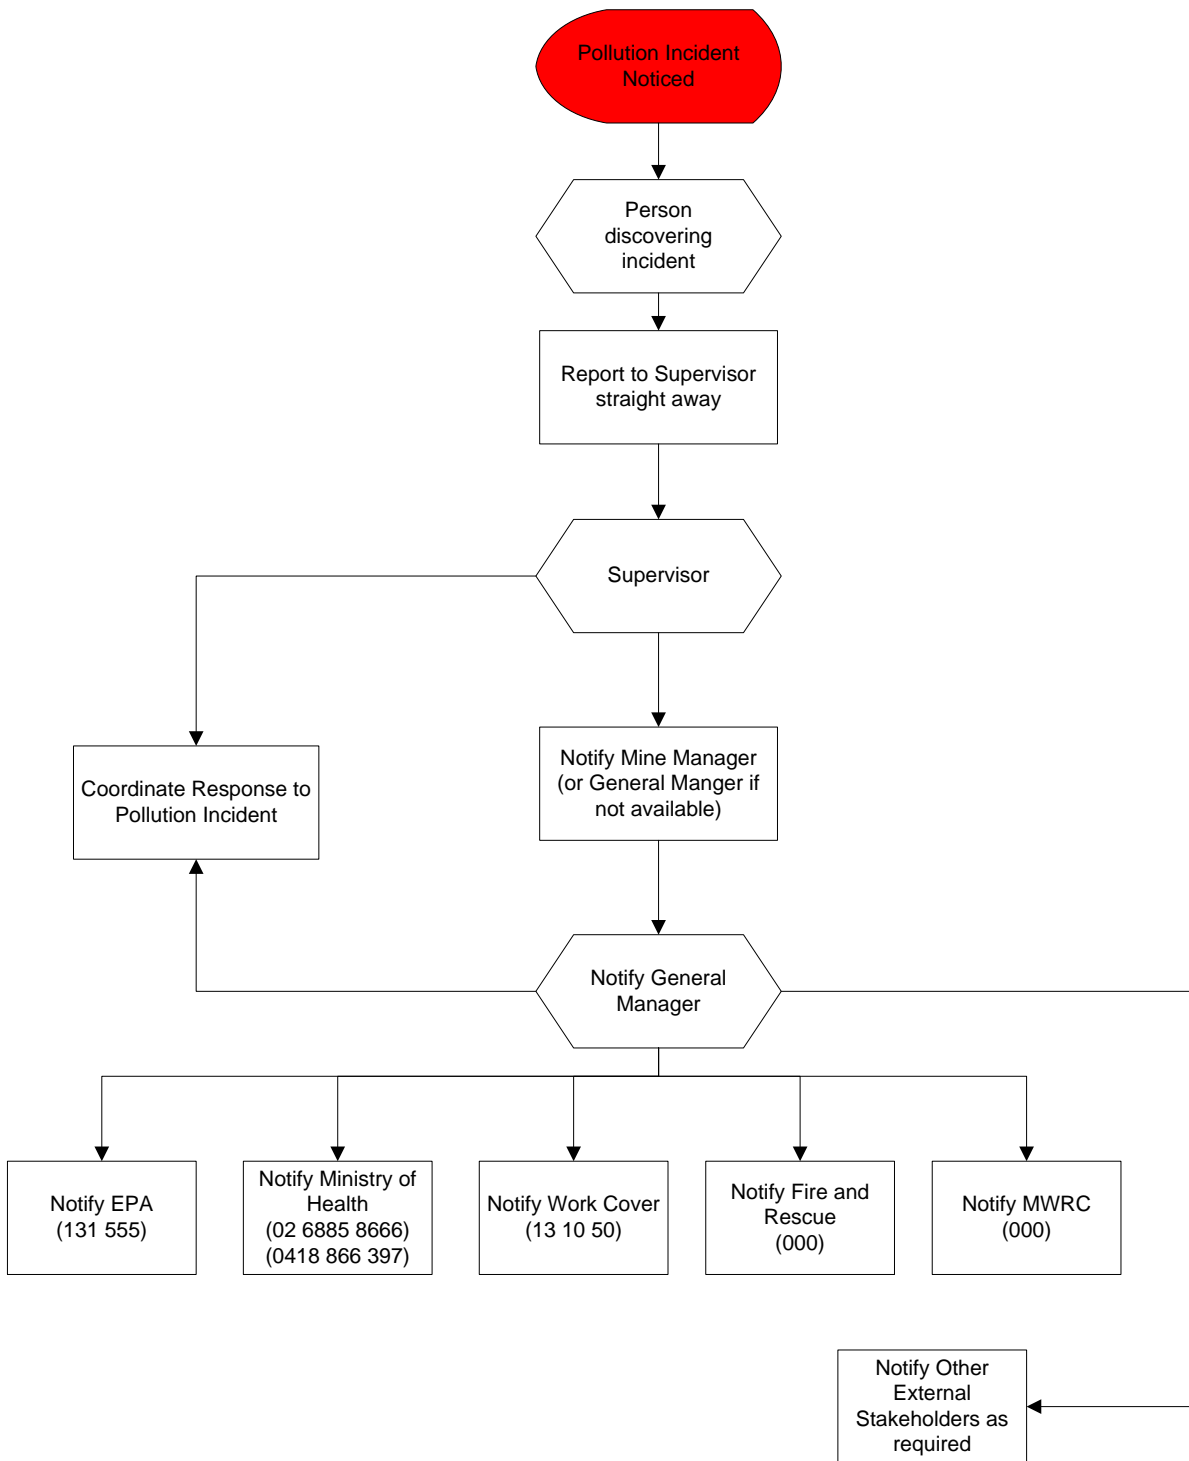 Pollution Incident
Noticed
Person
discovering
incident
Report to Supervisor
straight away
Supervisor
Coordinate Response to
Pollution Incident
Notify Mine Manager
(or General Manger if
not available)
Notify General
Manager
Notify EPA
(131 555)
Notify Ministry of
Health
(02 6885 8666)
(0418 866 397)
Notify Work Cover
(13 10 50)
Notify Fire and
Rescue
(000)
Notify MWRC
(000)
Notify Other
External
Stakeholders as
required